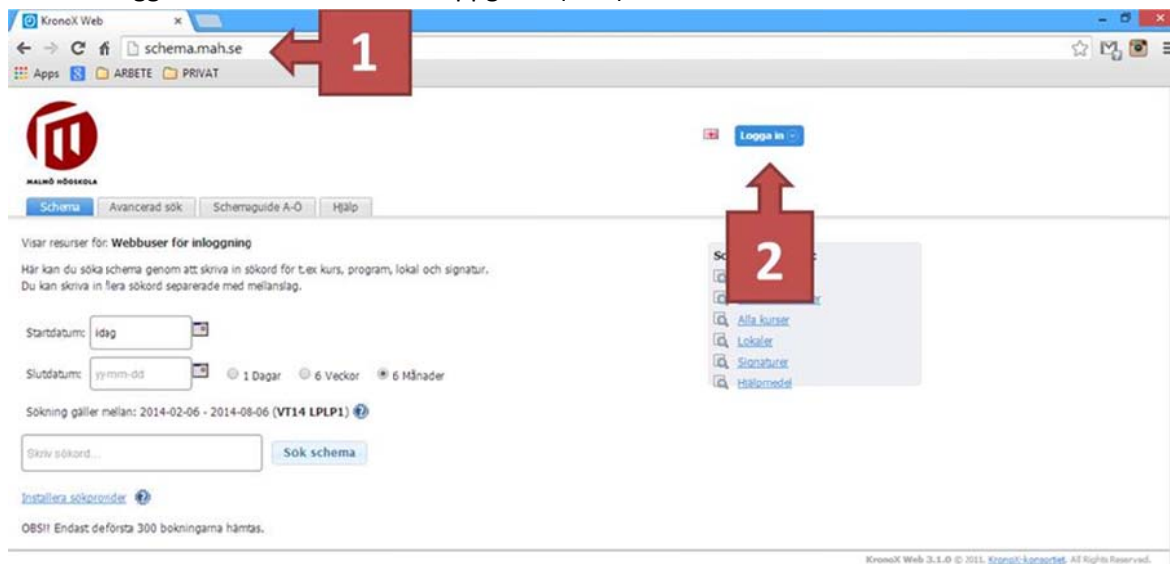 KronoX Web
schema.mah.se
1
Apps
ARBETE
PRIVAT
MALMÖ HÖGSKOLA
Logga in
2
Schema
Avancerad sök
Schemaguide A-Ö
Hjälp
Visar resurser för: Webbuser för inloggning
Här kan du söka schema genom att skriva in sökord för t.ex kurs, program, lokal och signatur.
Du kan skriva in flera sökord separerade med mellanslag.
Startdatum: idag
Slutdatum: yy-mm-dd 1 Dagar 6 Veckor 6 Månader
Sökning gäller mellan: 2014-02-06 - 2014-08-06 (VT14 LPLP1)
Skriv sökord... Sök schema
Installera sökprovider
OBS!! Endast deförsta 300 bokningarna hämtas.
Alla kurser
Lokaler
Signaturer
Hjälpmedel
KronoX Web 3.1.0 © 2011. KronoX-konsortiet. All Rights Reserved.